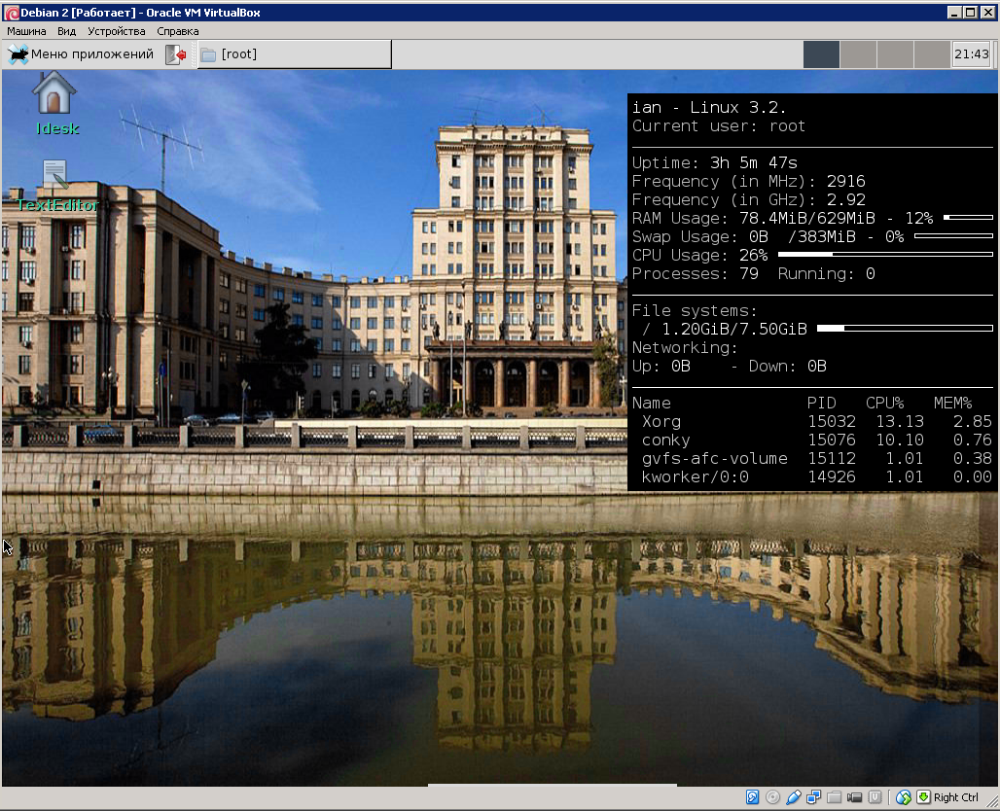 Debian 2 [Работает] - Oracle VM VirtualBox
Машина Вид Устройства Справка
Меню приложений [root] 21:43
Idesk
TextEditor
ian - Linux 3.2.
Current user: root
Uptime: 3h 5m 47s
Frequency (in MHz): 2916
Frequency (in GHz): 2.92
RAM Usage: 78.4MiB/629MiB - 12%
Swap Usage: 0B /383MiB - 0%
CPU Usage: 26%
Processes: 79 Running: 0
File systems:
/ 1.20GiB/7.50GiB
Networking:
Up: 0B - Down: 0B
Name PID CPU% MEM%
Xorg 15032 13.13 2.85
conky 15076 10.10 0.76
gvfs-afc-volume 15112 1.01 0.38
kworker/0:0 14926 1.01 0.00
Right Ctrl